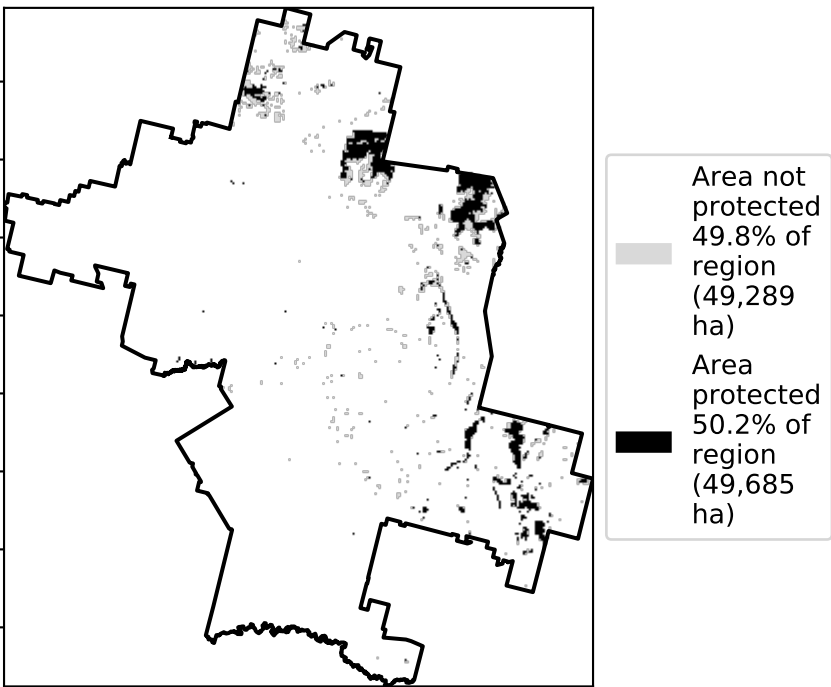 Area not
protected
49.8% of
region
(49,289
ha)
Area
protected
50.2% of
region
(49,685
ha)